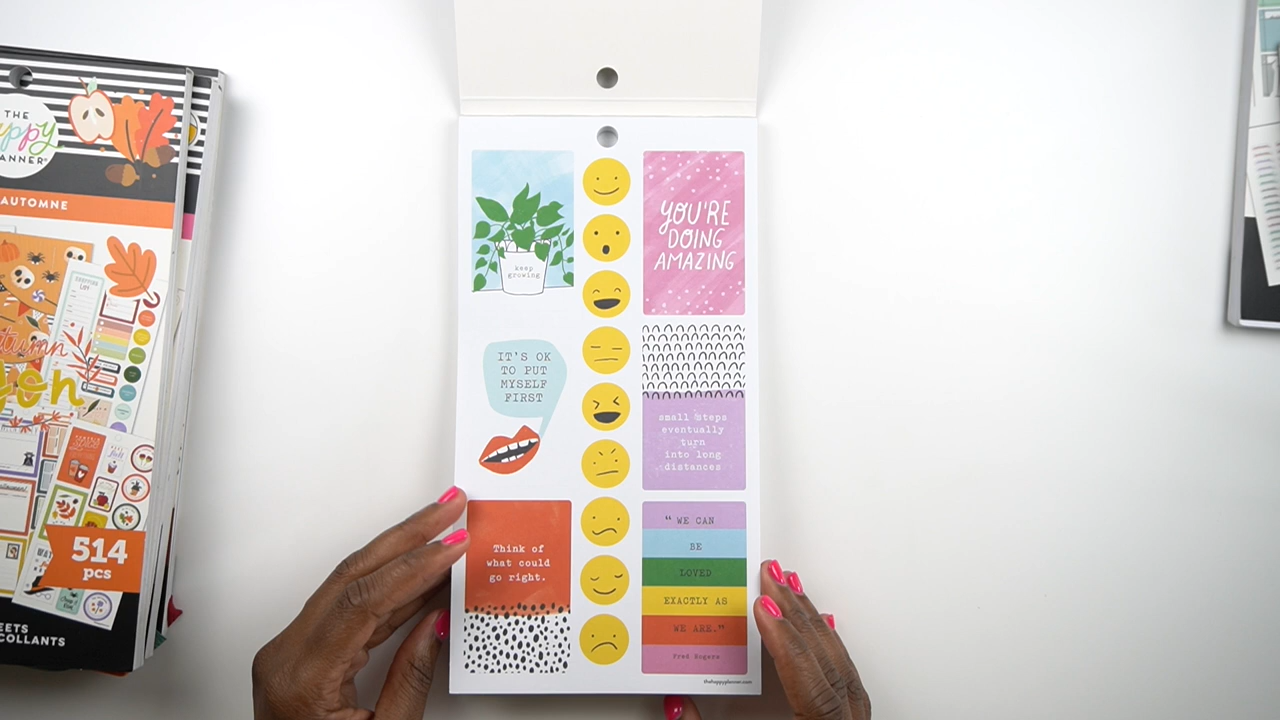 THE
happy
PLANNER®
AUTOMNE
514
pcs
keep
growing
YOU'RE
DOING
AMAZING
IT'S OK
TO PUT
MYSELF
FIRST
small steps
eventually
turn
into long
distances
Think of
what could
go right.
“ WE CAN
BE
LOVED
EXACTLY AS
WE ARE.”
Fred Rogers
thehappyplanner.com